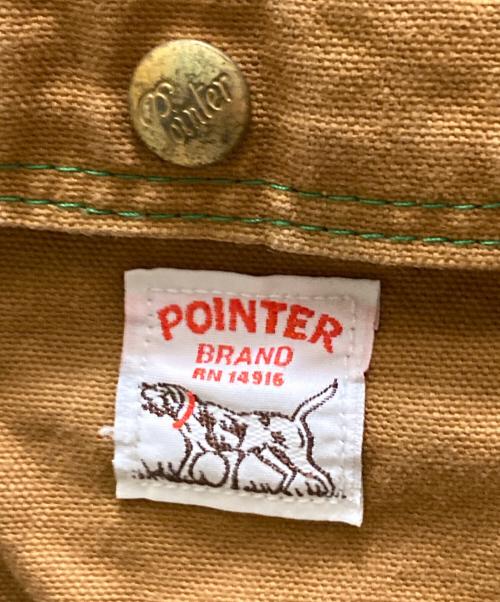 Pointer
POINTER
BRAND
RN 14916